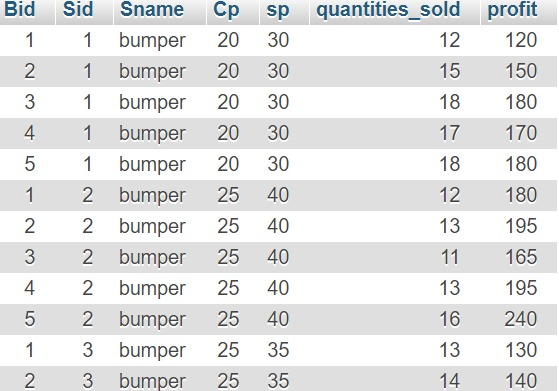 Bid Sid Sname Cp sp quantities_sold profit
1 1 bumper 20 30 12 120
2 1 bumper 20 30 15 150
3 1 bumper 20 30 18 180
4 1 bumper 20 30 17 170
5 1 bumper 20 30 18 180
1 2 bumper 25 40 12 180
2 2 bumper 25 40 13 195
3 2 bumper 25 40 11 165
4 2 bumper 25 40 13 195
5 2 bumper 25 40 16 240
1 3 bumper 25 35 13 130
2 3 bumper 25 35 14 140